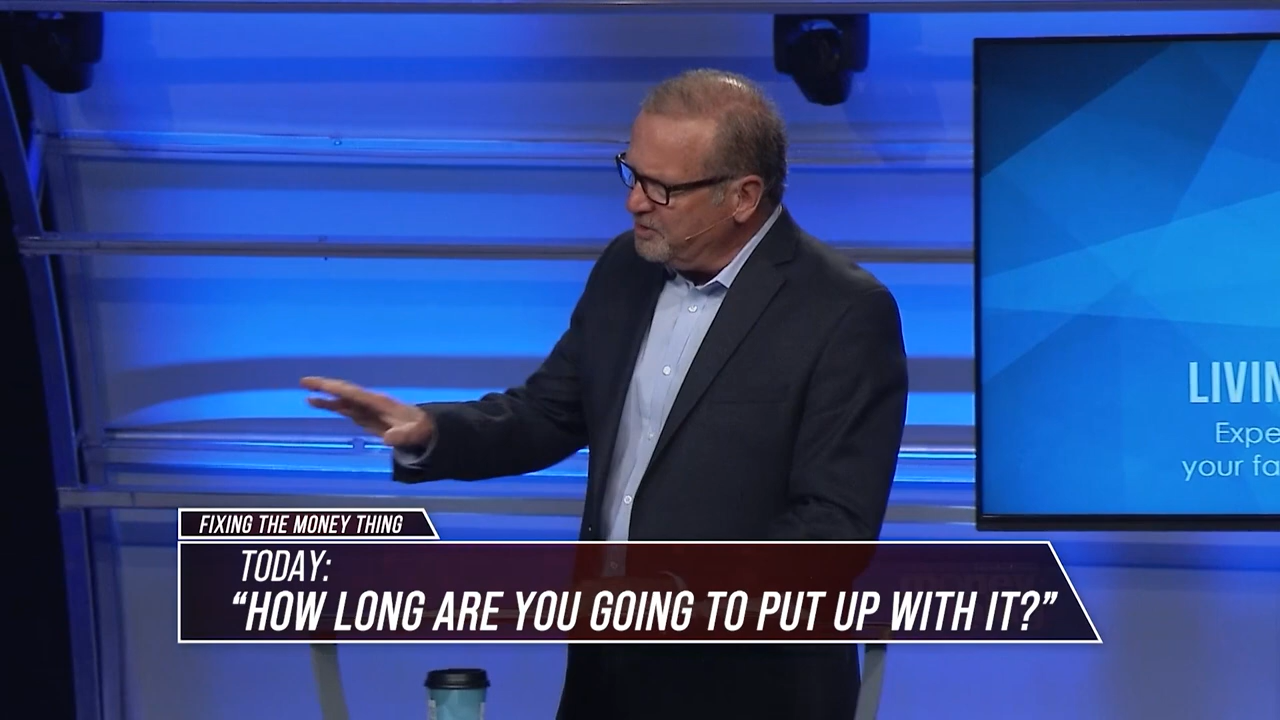 LIVIN
Expe
your fa
FIXING THE MONEY THING
TODAY:
“HOW LONG ARE YOU GOING TO PUT UP WITH IT?”
money